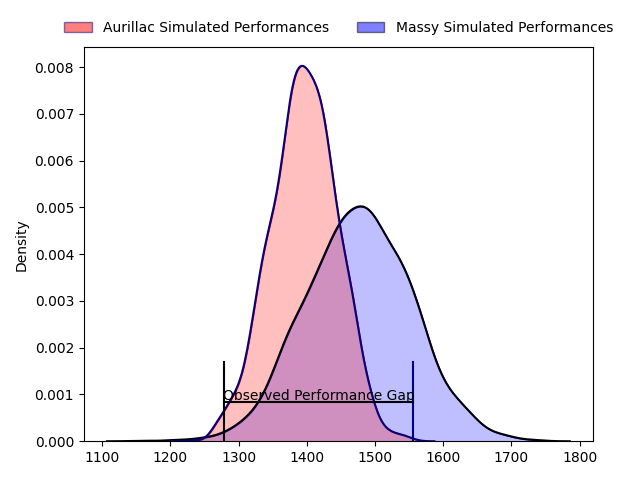 Aurillac Simulated Performances
Massy Simulated Performances
0.008
0.007
0.006
0.005
0.004
0.003
0.002
0.001
0.000
Density
Observed Performance Gap
1100 1200 1300 1400 1500 1600 1700 1800